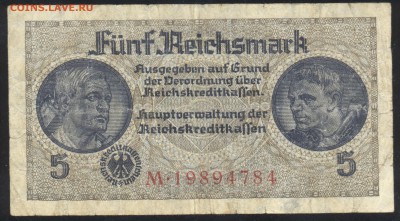 COINS.LAVE.RU
Fünf Reichsmark
Ausgegeben auf Grund
der Verordnung über
Reichskreditkassen.
Hauptverwaltung der
Reichskreditkassen
5 5
M·19894784